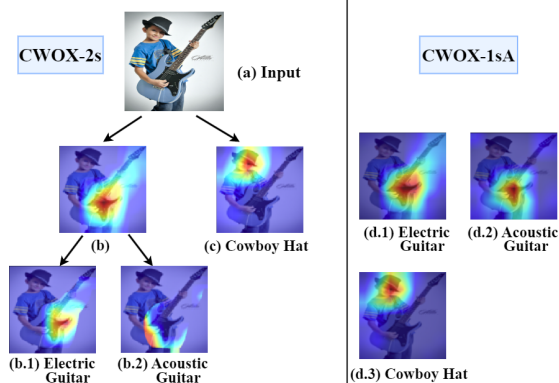 CWOX-2s
(a) Input
CWOX-1sA
(b)
(c) Cowboy Hat
(d.1) Electric
Guitar
(d.2) Acoustic
Guitar
(b.1) Electric
Guitar
(b.2) Acoustic
Guitar
(d.3) Cowboy Hat